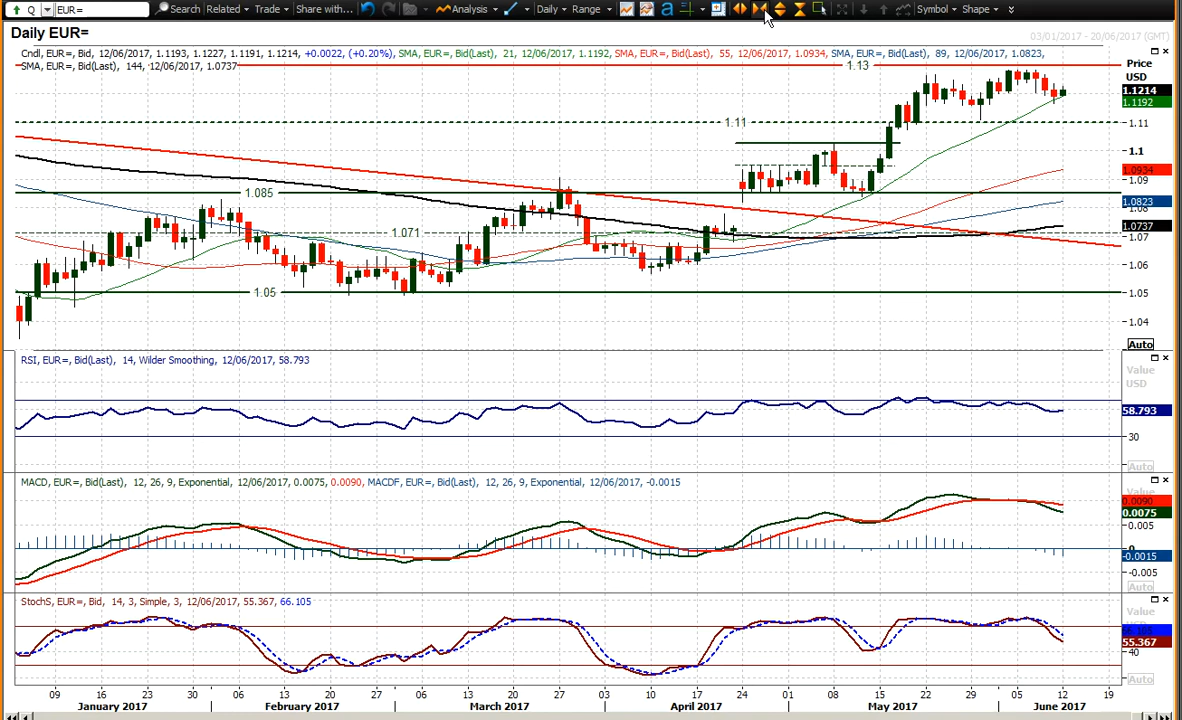 Q EUR= Search Related Trade Share with... Analysis Daily Range a Symbol Shape
Daily EUR=
03/01/2017 - 20/06/2017 (GMT)
Cndl, EUR=, Bid, 12/06/2017, 1.1193, 1.1227, 1.1191, 1.1214, +0.0022, (+0.20%), SMA, EUR=, Bid(Last), 21, 12/06/2017, 1.1192, SMA, EUR=, Bid(Last), 55, 12/06/2017, 1.0934, SMA, EUR=, Bid(Last), 89, 12/06/2017, 1.0823,
SMA, EUR=, Bid(Last), 144, 12/06/2017, 1.0737
1.13
Price
USD
1.1214
1.1192
1.11
1.11
1.1
1.0934
1.09
1.085
1.0823
1.08
1.0737
1.071
1.07
1.06
1.05
1.05
1.04
Auto
RSI, EUR=, Bid(Last), 14, Wilder Smoothing, 12/06/2017, 58.793
Value
USD
58.793
30
Auto
MACD, EUR=, Bid(Last), 12, 26, 9, Exponential, 12/06/2017, 0.0075, 0.0090, MACDF, EUR=, Bid(Last), 12, 26, 9, Exponential, 12/06/2017, -0.0015
Value
0.0090
0.0075
0.005
0
-0.0015
-0.005
Auto
StochS, EUR=, Bid, 14, 3, Simple, 3, 12/06/2017, 55.367, 66.105
Value
USD
66.105
55.367
40
Auto
09 16 23 30 06 13 20 27 06 13 20 27 03 10 17 24 01 08 15 22 29 05 12 19
January 2017 February 2017 March 2017 April 2017 May 2017 June 2017